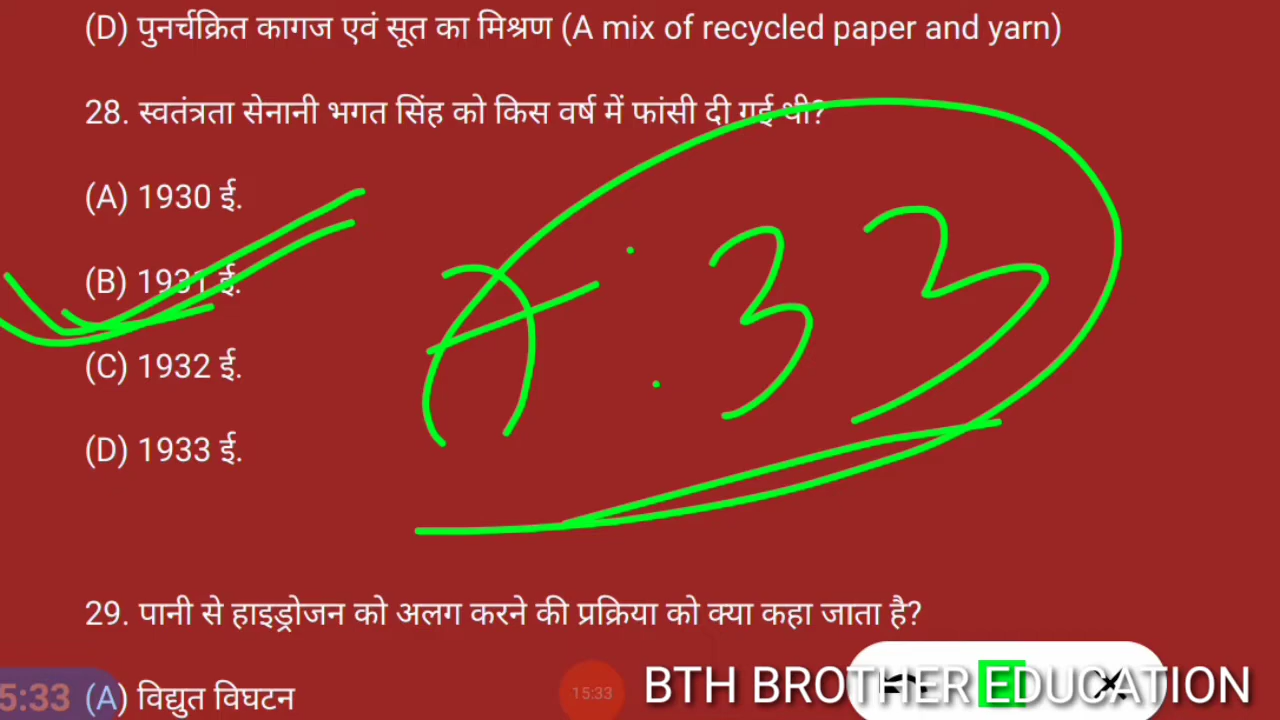 (D) पुनर्चक्रित कागज एवं सूत का मिश्रण (A mix of recycled paper and yarn)
28. स्वतंत्रता सेनानी भगत सिंह को किस वर्ष में फांसी दी गई थी?
(A) 1930 ई.
(B) 1931 ई.
(C) 1932 ई.
(D) 1933 ई.
A : 33
29. पानी से हाइड्रोजन को अलग करने की प्रक्रिया को क्या कहा जाता है?
5:33 (A) विद्युत विघटन
15:33
BTH BROTHER EDUCATION